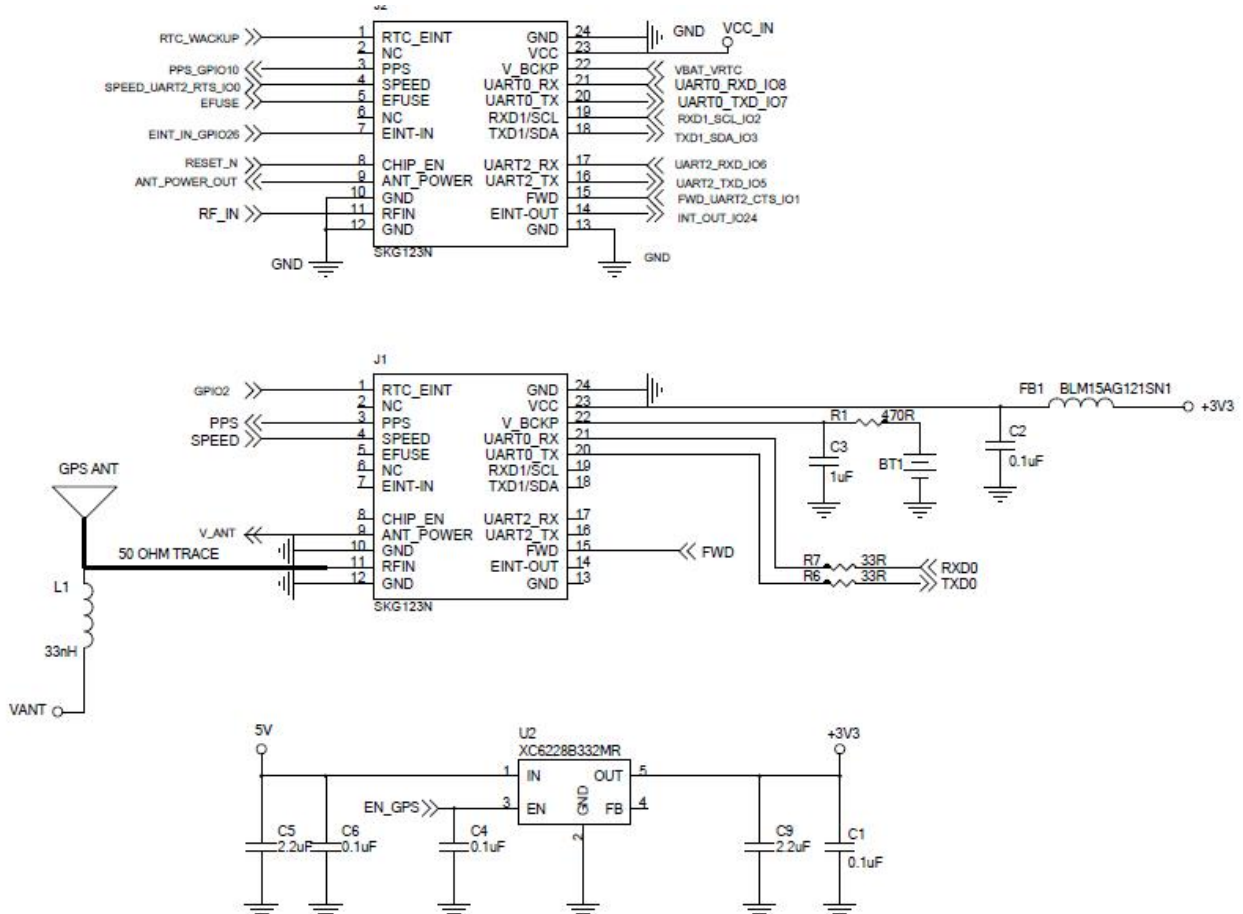 J2
RTC_WACKUP 1 RTC_EINT GND 24 GND VCC_IN
2 NC VCC 23
PPS_GPIO10 3 PPS V_BCKP 22 VBAT_VRTC
SPEED_UART2_RTS_IO0 4 SPEED UART0_RX 21 UART0_RXD_IO8
EFUSE 5 EFUSE UART0_TX 20 UART0_TXD_IO7
6 NC RXD1/SCL 19 RXD1_SCL_IO2
EINT_IN_GPIO26 7 EINT-IN TXD1/SDA 18 TXD1_SDA_IO3
RESET_N 8 CHIP_EN UART2_RX 17 UART2_RXD_IO6
ANT_POWER_OUT 9 ANT_POWER UART2_TX 16 UART2_TXD_IO5
10 GND FWD 15 FWD_UART2_CTS_IO1
RF_IN 11 RFIN EINT-OUT 14 INT_OUT_IO24
12 GND GND 13
SKG123N
GND GND
J1
GPIO2 1 RTC_EINT GND 24
2 NC VCC 23
FB1 BLM15AG121SN1
+3V3
PPS 3 PPS V_BCKP 22 R1 470R
SPEED 4 SPEED UART0_RX 21
5 EFUSE UART0_TX 20
6 NC RXD1/SCL 19
7 EINT-IN TXD1/SDA 18
C3
1uF
BT1
C2
0.1uF
GPS ANT
8 CHIP_EN UART2_RX 17
V_ANT 9 ANT_POWER UART2_TX 16
10 GND FWD 15 FWD
50 OHM TRACE 11 RFIN EINT-OUT 14
12 GND GND 13
R7 33R RXD0
R6 33R TXD0
SKG123N
L1
33nH
VANT
5V U2 +3V3
XC6228B332MR
1 IN OUT 5
EN_GPS 3 EN GND FB 4
2
C5 C6 C4 C9 C1
2.2uF 0.1uF 0.1uF 2.2uF 0.1uF